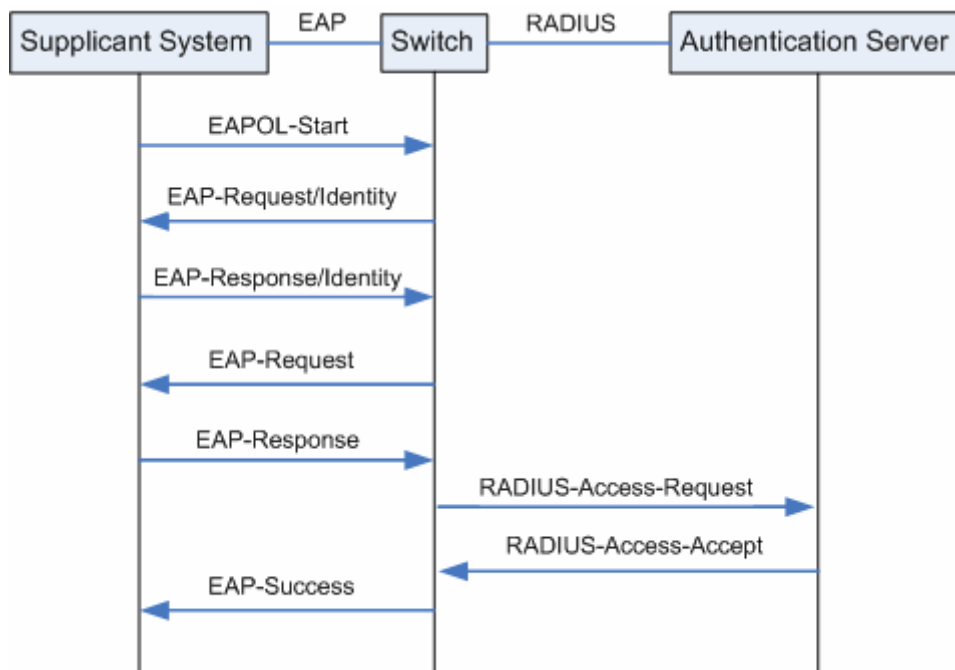 EAP
RADIUS
Supplicant System
Switch
Authentication Server
EAPOL-Start
EAP-Request/Identity
EAP-Response/Identity
EAP-Request
EAP-Response
RADIUS-Access-Request
RADIUS-Access-Accept
EAP-Success